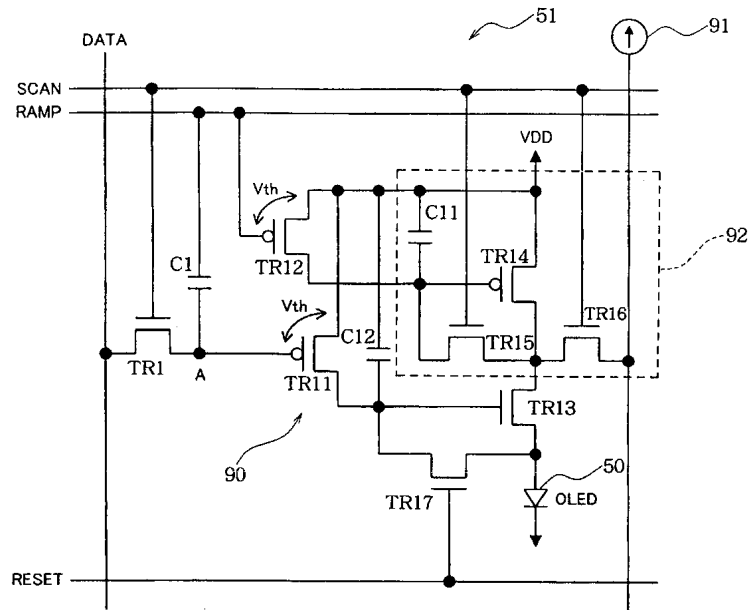 51
91
DATA
SCAN
RAMP
VDD
Vth
C11
92
TR12
TR14
C1
Vth
C12
TR15
TR16
TR1
A
TR11
TR13
90
50
TR17
OLED
RESET